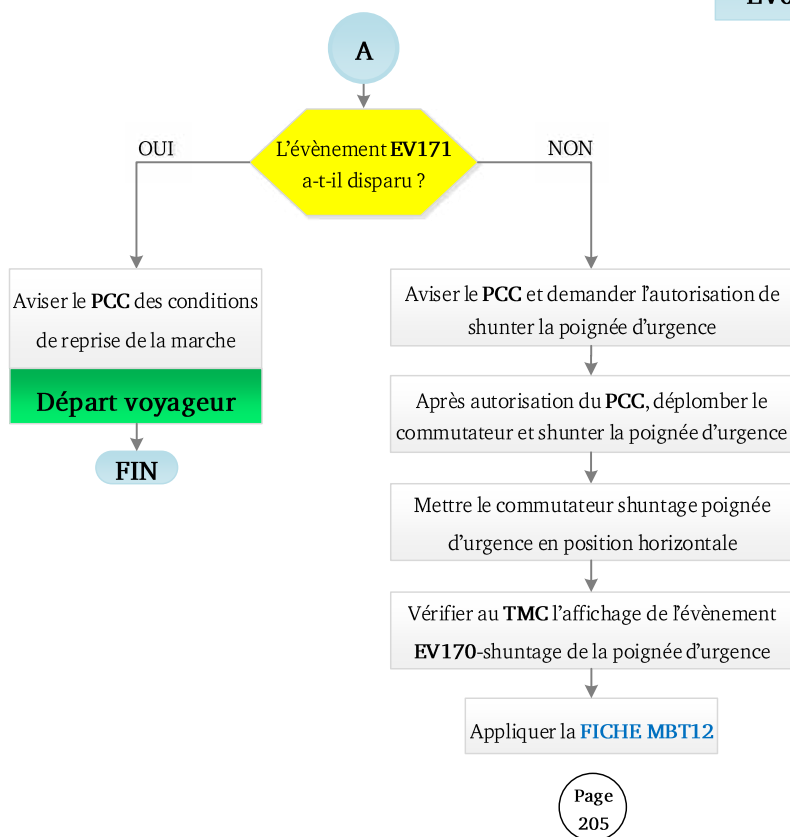 A
L'évènement EV171
a-t-il disparu ?
OUI
NON
Aviser le PCC des conditions
de reprise de la marche
Départ voyageur
FIN
Aviser le PCC et demander l'autorisation de
shunter la poignée d'urgence
Après autorisation du PCC, déplomber le
commutateur et shunter la poignée d'urgence
Mettre le commutateur shuntage poignée
d'urgence en position horizontale
Vérifier au TMC l'affichage de l'évènement
EV170-shuntage de la poignée d'urgence
Appliquer la FICHE MBT12
Page
205